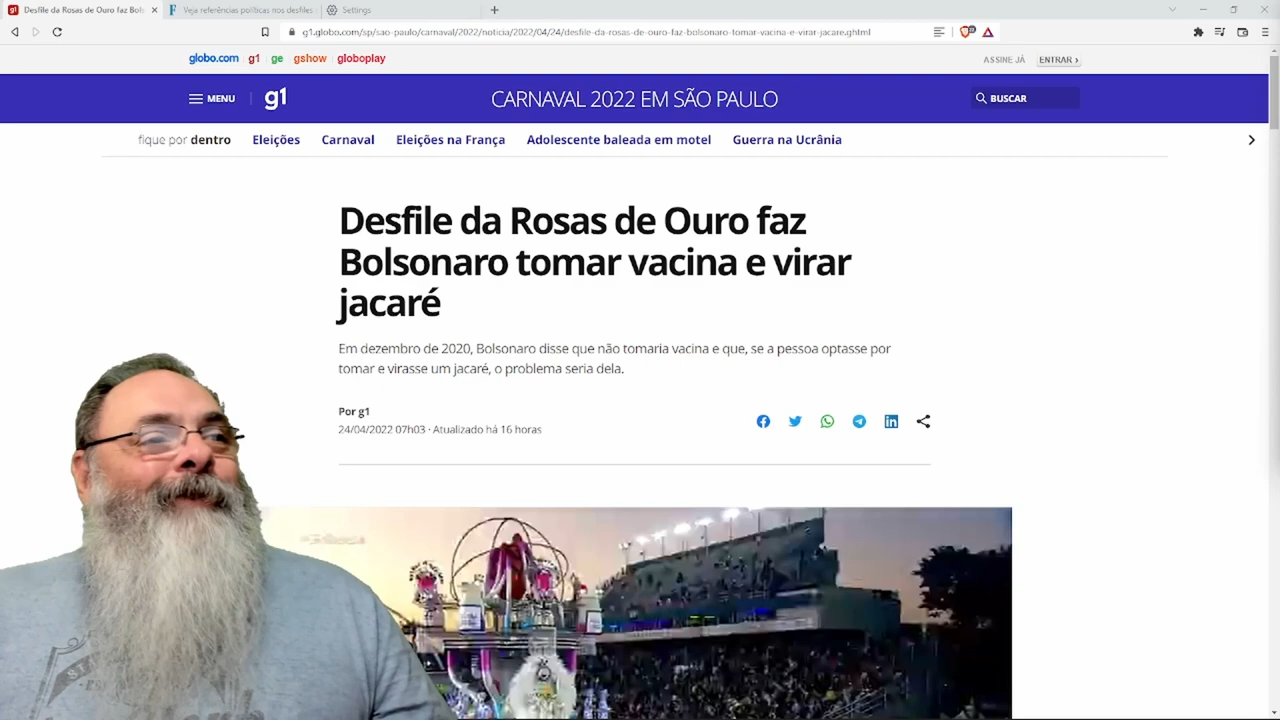 Desfile da Rosas de Ouro faz Bols
Veja referências políticas nos desfiles
Settings
g1.globo.com/sp/sao-paulo/carnaval/2022/noticia/2022/04/24/desfile-da-rosas-de-ouro-faz-bolsonaro-tomar-vacina-e-virar-jacare.ghtml
globo.com g1 ge gshow globoplay
ASSINE JÁ ENTRAR ›
MENU g1 CARNAVAL 2022 EM SÃO PAULO BUSCAR
fique por dentro Eleições Carnaval Eleições na França Adolescente baleada em motel Guerra na Ucrânia
Desfile da Rosas de Ouro faz
Bolsonaro tomar vacina e virar
jacaré
Em dezembro de 2020, Bolsonaro disse que não tomaria vacina e que, se a pessoa optasse por
tomar e virasse um jacaré, o problema seria dela.
Por g1
24/04/2022 07h03 · Atualizado há 16 horas